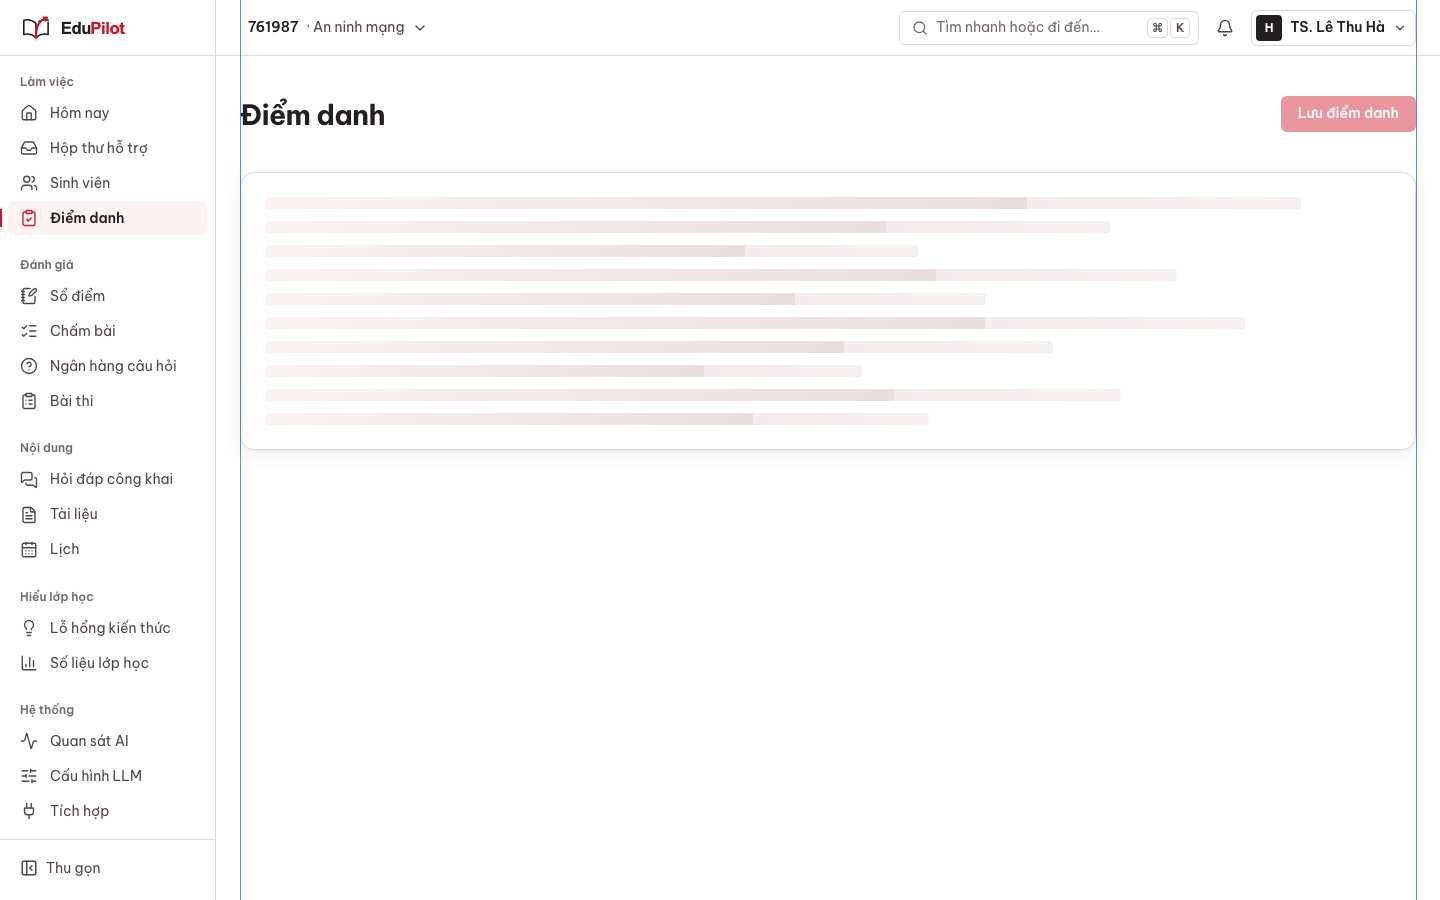 EduPilot
761987 · An ninh mạng
Tìm nhanh hoặc đi đến...
⌘ K
H
TS. Lê Thu Hà
Làm việc
Hôm nay
Hộp thư hỗ trợ
Sinh viên
Điểm danh
Đánh giá
Sổ điểm
Chấm bài
Ngân hàng câu hỏi
Bài thi
Nội dung
Hỏi đáp công khai
Tài liệu
Lịch
Hiểu lớp học
Lỗ hổng kiến thức
Số liệu lớp học
Hệ thống
Quan sát AI
Cấu hình LLM
Tích hợp
Thu gọn
Điểm danh
Lưu điểm danh